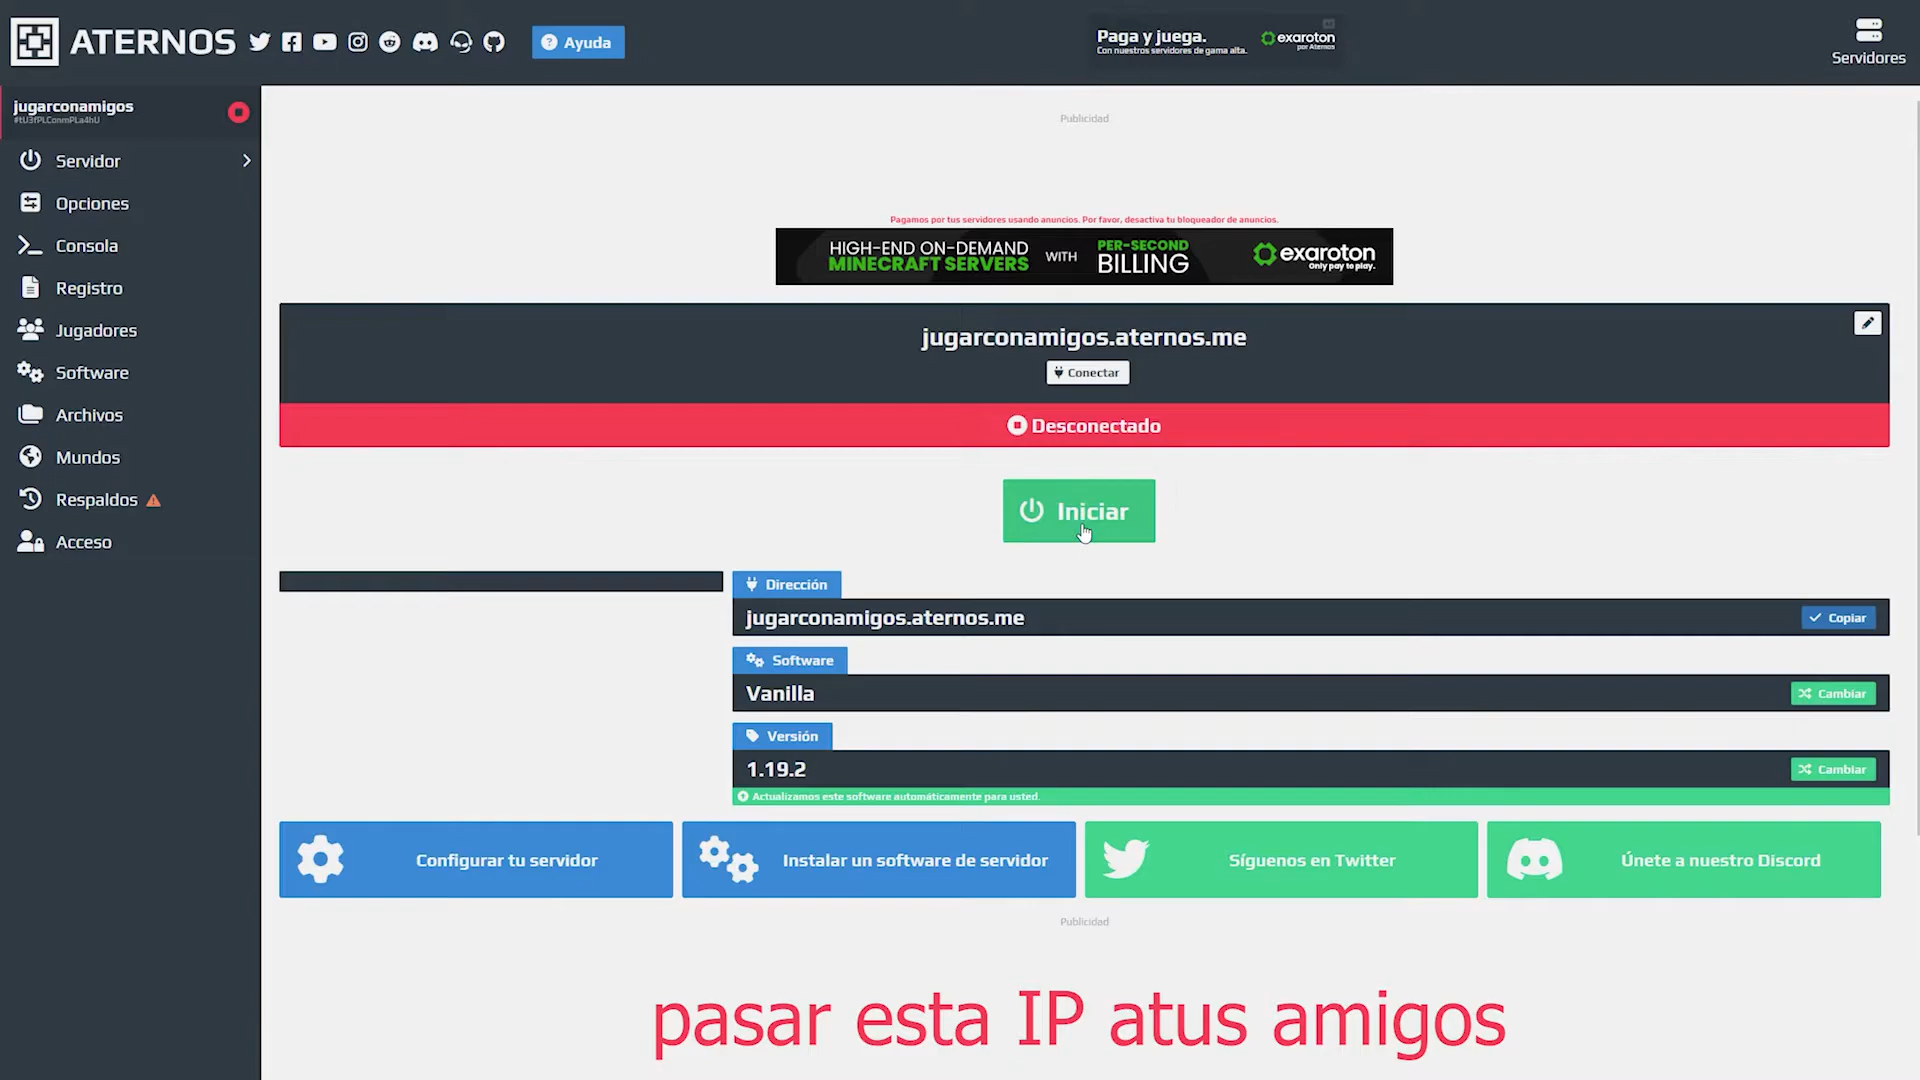 ATERNOS
Ayuda
Paga y juega.
Con nuestros servidores de gama alta.
exaroton
por Aternos
Ad
Servidores
jugarconamigos
Servidor
Opciones
Consola
Registro
Jugadores
Software
Archivos
Mundos
Respaldos
Acceso
Publicidad
Pagamos por tus servidores usando anuncios. Por favor, desactiva tu bloqueador de anuncios.
HIGH-END ON-DEMAND
MINECRAFT SERVERS
WITH
PER-SECOND
BILLING
exaroton
Only pay to play.
jugarconamigos.aternos.me
Conectar
Desconectado
Iniciar
Dirección
jugarconamigos.aternos.me
Copiar
Software
Vanilla
Cambiar
Versión
1.19.2
Cambiar
Actualizamos este software automáticamente para usted.
Configurar tu servidor
Instalar un software de servidor
Síguenos en Twitter
Únete a nuestro Discord
Publicidad
pasar esta IP atus amigos